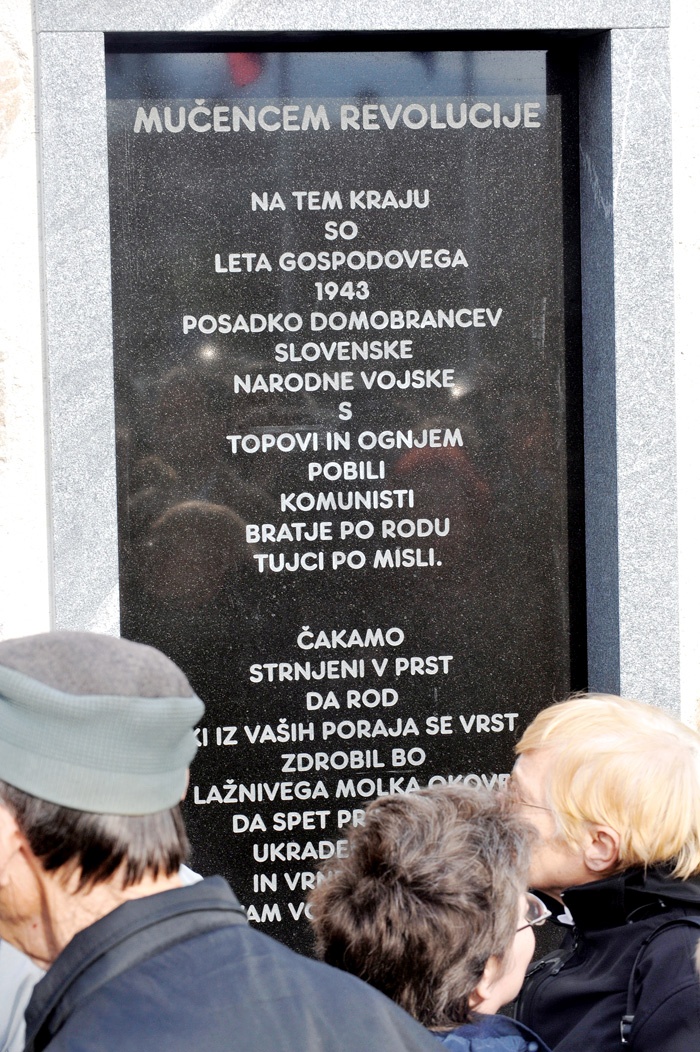 MUČENCEM REVOLUCIJE
NA TEM KRAJU
SO
LETA GOSPODOVEGA
1943
POSADKO DOMOBRANCEV
SLOVENSKE
NARODNE VOJSKE
S
TOPOVI IN OGNJEM
POBILI
KOMUNISTI
BRATJE PO RODU
TUJCI PO MISLI.
ČAKAMO
STRNJENI V PRST
DA ROD
KI IZ VAŠIH PORAJA SE VRST
ZDROBIL BO
LAŽNIVEGA MOLKA OKOVE
DA SPET
IN